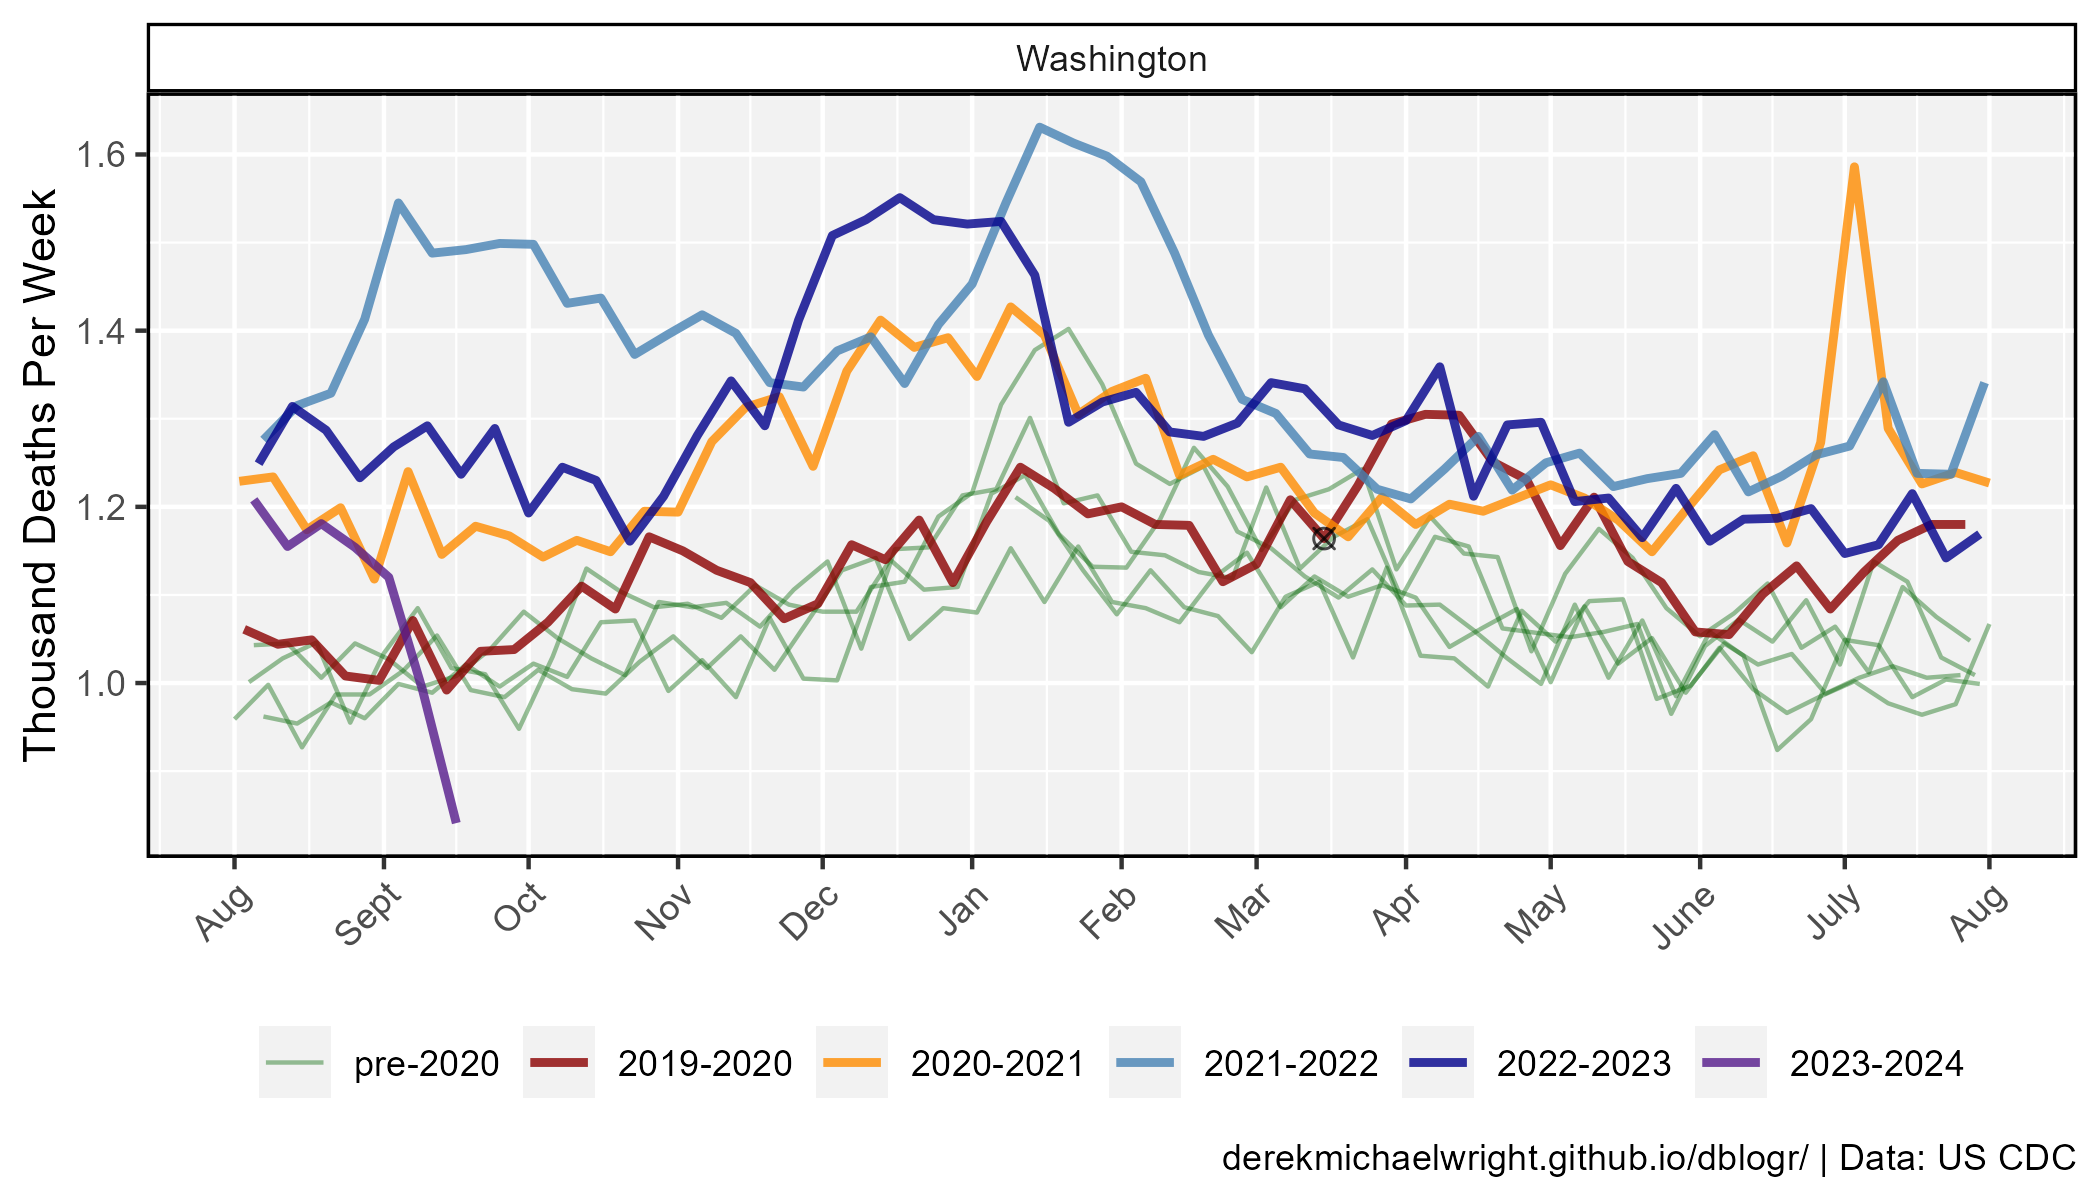 Washington
Thousand Deaths Per Week
1.6
1.4
1.2
1.0
Aug Sept Oct Nov Dec Jan Feb Mar Apr May June July Aug
pre-2020 2019-2020 2020-2021 2021-2022 2022-2023 2023-2024
derekmichaelwright.github.io/dblogr/ | Data: US CDC